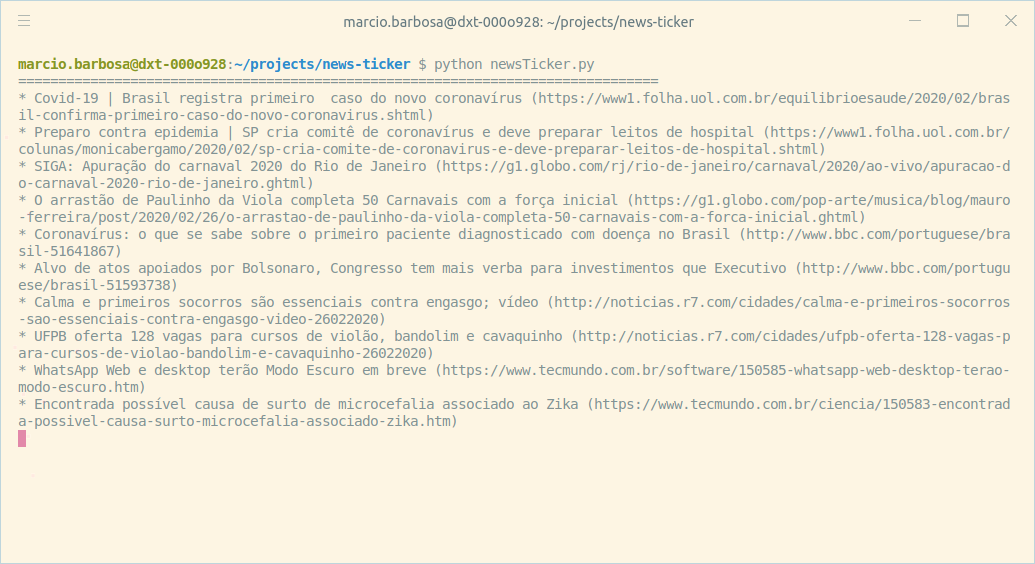 marcio.barbosa@dxt-000o928: ~/projects/news-ticker
marcio.barbosa@dxt-000o928:~/projects/news-ticker $ python newsTicker.py
================================================================================
* Covid-19 | Brasil registra primeiro  caso do novo coronavírus (https://www1.folha.uol.com.br/equilibrioesaude/2020/02/bras
il-confirma-primeiro-caso-do-novo-coronavirus.shtml)
* Preparo contra epidemia | SP cria comitê de coronavírus e deve preparar leitos de hospital (https://www1.folha.uol.com.br/
colunas/monicabergamo/2020/02/sp-cria-comite-de-coronavirus-e-deve-preparar-leitos-de-hospital.shtml)
* SIGA: Apuração do carnaval 2020 do Rio de Janeiro (https://g1.globo.com/rj/rio-de-janeiro/carnaval/2020/ao-vivo/apuracao-d
o-carnaval-2020-rio-de-janeiro.ghtml)
* O arrastão de Paulinho da Viola completa 50 Carnavais com a força inicial (https://g1.globo.com/pop-arte/musica/blog/mauro
-ferreira/post/2020/02/26/o-arrastao-de-paulinho-da-viola-completa-50-carnavais-com-a-forca-inicial.ghtml)
* Coronavírus: o que se sabe sobre o primeiro paciente diagnosticado com doença no Brasil (http://www.bbc.com/portuguese/bra
sil-51641867)
* Alvo de atos apoiados por Bolsonaro, Congresso tem mais verba para investimentos que Executivo (http://www.bbc.com/portugu
ese/brasil-51593738)
* Calma e primeiros socorros são essenciais contra engasgo; vídeo (http://noticias.r7.com/cidades/calma-e-primeiros-socorros
-sao-essenciais-contra-engasgo-video-26022020)
* UFPB oferta 128 vagas para cursos de violão, bandolim e cavaquinho (http://noticias.r7.com/cidades/ufpb-oferta-128-vagas-p
ara-cursos-de-violao-bandolim-e-cavaquinho-26022020)
* WhatsApp Web e desktop terão Modo Escuro em breve (https://www.tecmundo.com.br/software/150585-whatsapp-web-desktop-terao-
modo-escuro.htm)
* Encontrada possível causa de surto de microcefalia associado ao Zika (https://www.tecmundo.com.br/ciencia/150583-encontrad
a-possivel-causa-surto-microcefalia-associado-zika.htm)